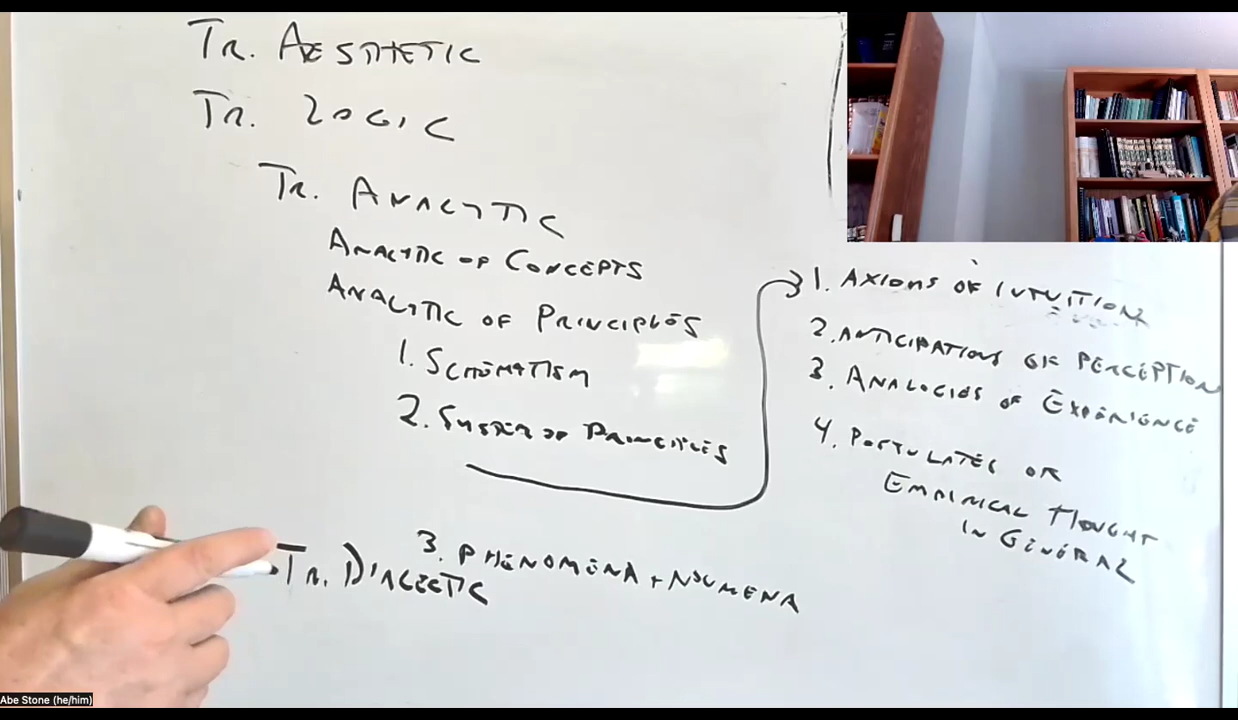 Tr. AESTHETIC
Tr. LOGIC
Tr. ANALYTIC
ANALYTIC OF CONCEPTS
ANALYTIC OF PRINCIPLES
1. SCHEMATISM
2. SYSTEM OF PRINCIPLES
3. PHENOMENA + NOUMENA
Tr. DIALECTIC
1. AXIOMS OF INTUITION
2. ANTICIPATIONS OF PERCEPTION
3. ANALOGIES OF EXPERIENCE
4. POSTULATES OF
EMPIRICAL THOUGHT
IN GENERAL
Abe Stone (he/him)